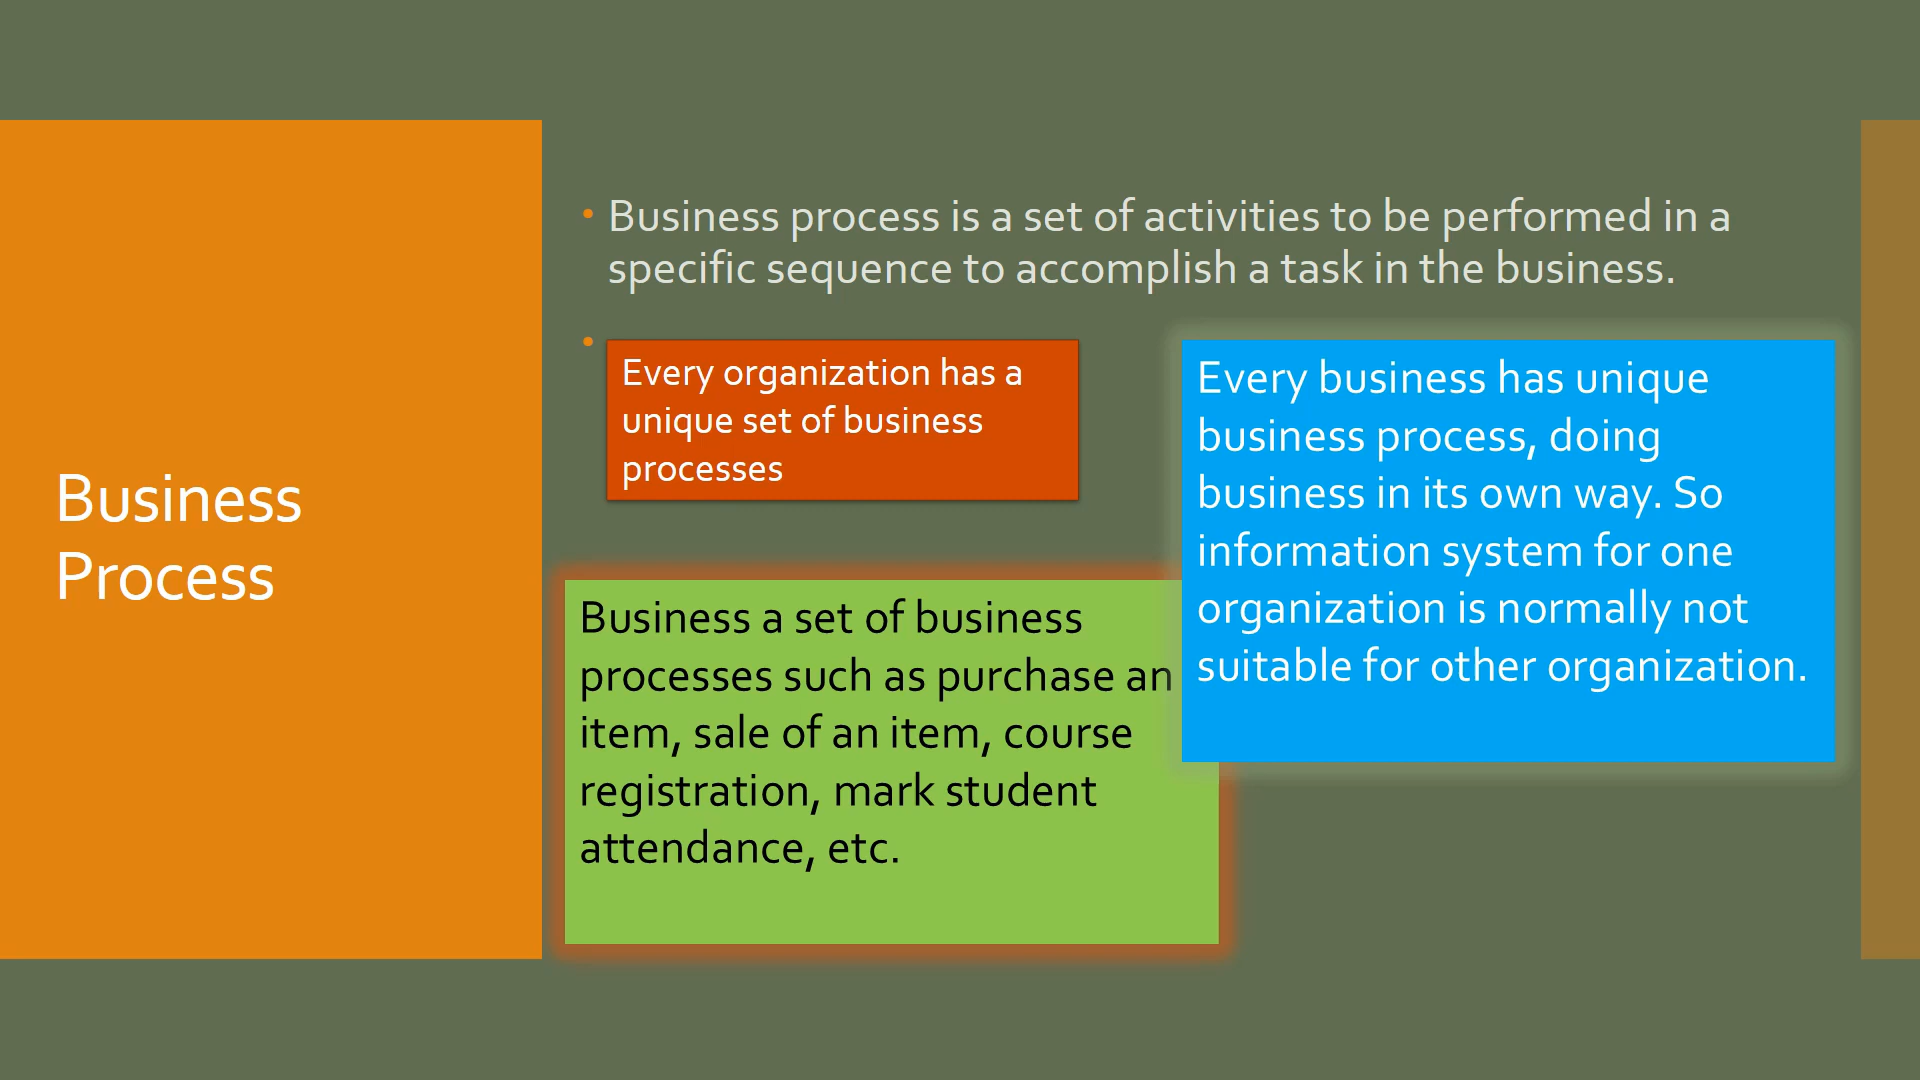 Business
Process
• Business process is a set of activities to be performed in a
specific sequence to accomplish a task in the business.
•
Every organization has a
unique set of business
processes
Business a set of business
processes such as purchase an
item, sale of an item, course
registration, mark student
attendance, etc.
Every business has unique
business process, doing
business in its own way. So
information system for one
organization is normally not
suitable for other organization.